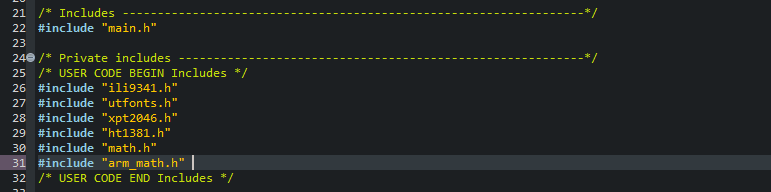 21 /* Includes ------------------------------------------------------------------*/
22 #include "main.h"
23
24 /* Private includes ----------------------------------------------------------*/
25 /* USER CODE BEGIN Includes */
26 #include "ili9341.h"
27 #include "utfonts.h"
28 #include "xpt2046.h"
29 #include "ht1381.h"
30 #include "math.h"
31 #include "arm_math.h"
32 /* USER CODE END Includes */